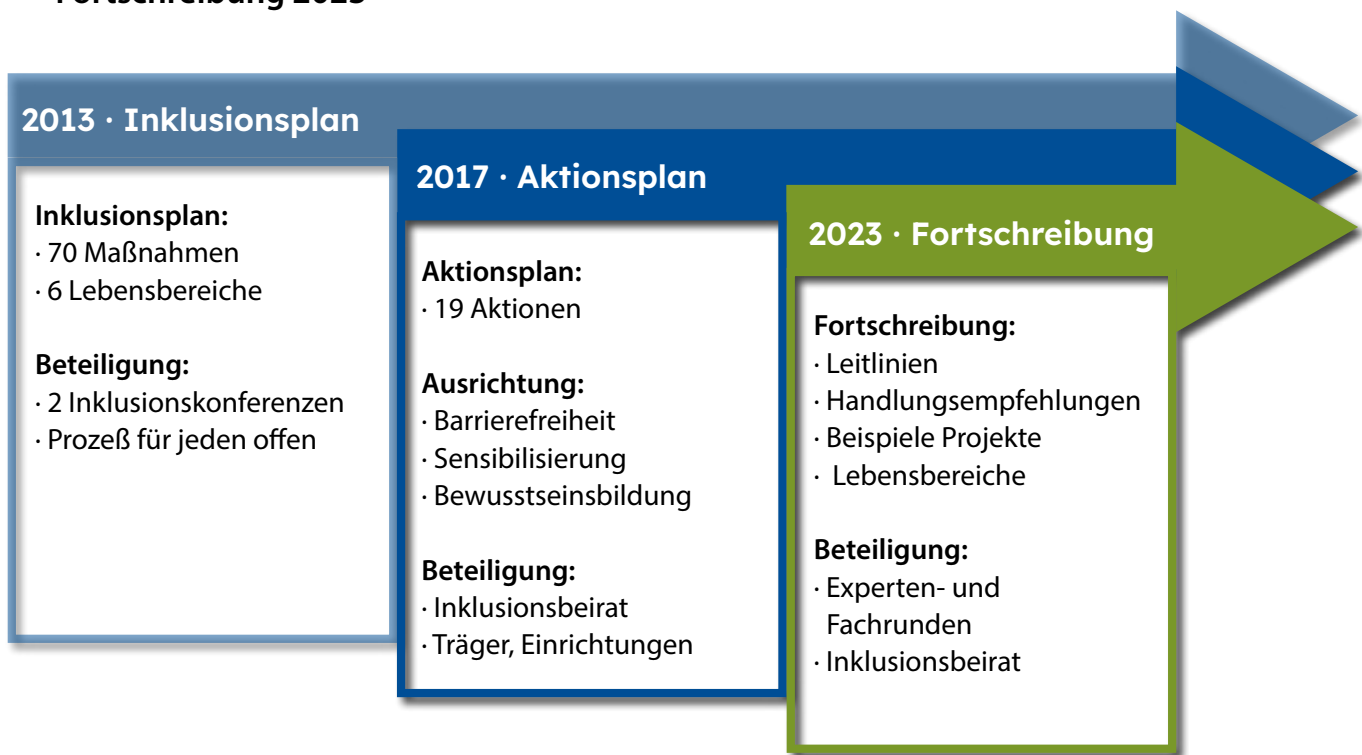 Fortschreibung 2023
2013 · Inklusionsplan
Inklusionsplan:
· 70 Maßnahmen
· 6 Lebensbereiche
Beteiligung:
· 2 Inklusionskonferenzen
· Prozeß für jeden offen
2017 · Aktionsplan
Aktionsplan:
· 19 Aktionen
Ausrichtung:
· Barrierefreiheit
· Sensibilisierung
· Bewusstseinsbildung
Beteiligung:
· Inklusionsbeirat
· Träger, Einrichtungen
2023 · Fortschreibung
Fortschreibung:
· Leitlinien
· Handlungsempfehlungen
· Beispiele Projekte
· Lebensbereiche
Beteiligung:
· Experten- und
Fachrunden
· Inklusionsbeirat